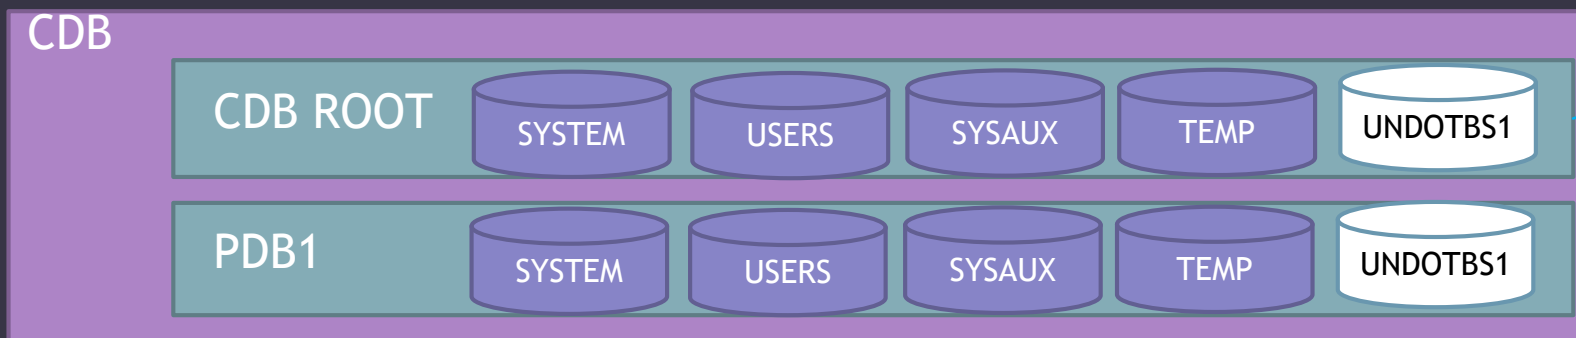 CDB
CDB ROOT
SYSTEM
USERS
SYSAUX
TEMP
UNDOTBS1
PDB1
SYSTEM
USERS
SYSAUX
TEMP
UNDOTBS1